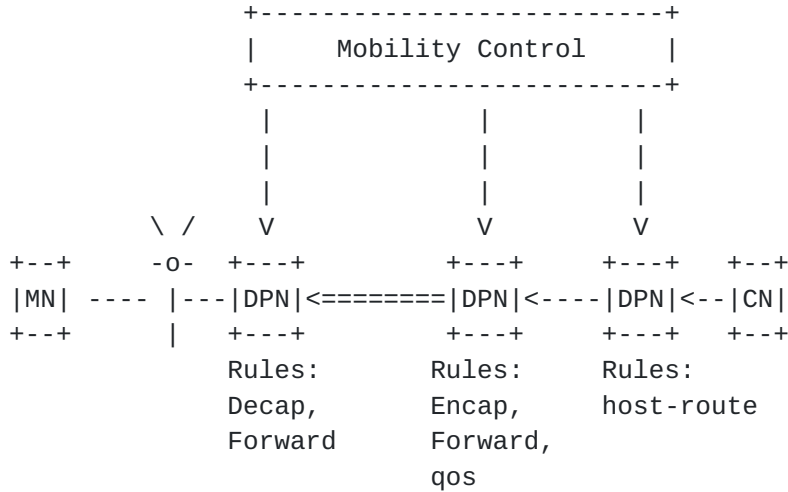 Mobility Control
V V V
-o-
MN ---- DPN <======== DPN <---- DPN <-- CN
Rules: Rules: Rules:
Decap, Encap, host-route
Forward Forward,
qos